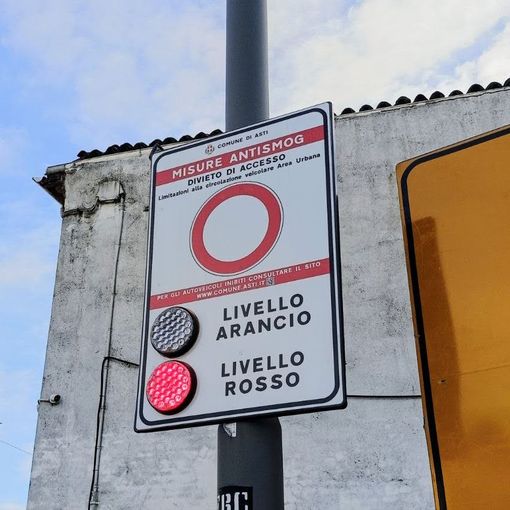 COMUNE DI ASTI
MISURE ANTISMOG
DIVIETO DI ACCESSO
Limitazioni alla circolazione veicolare Area Urbana
PER GLI AUTOVEICOLI INIBITI CONSULTARE IL SITO
WWW.COMUNE.ASTI.IT
LIVELLO
ARANCIO
LIVELLO
ROSSO